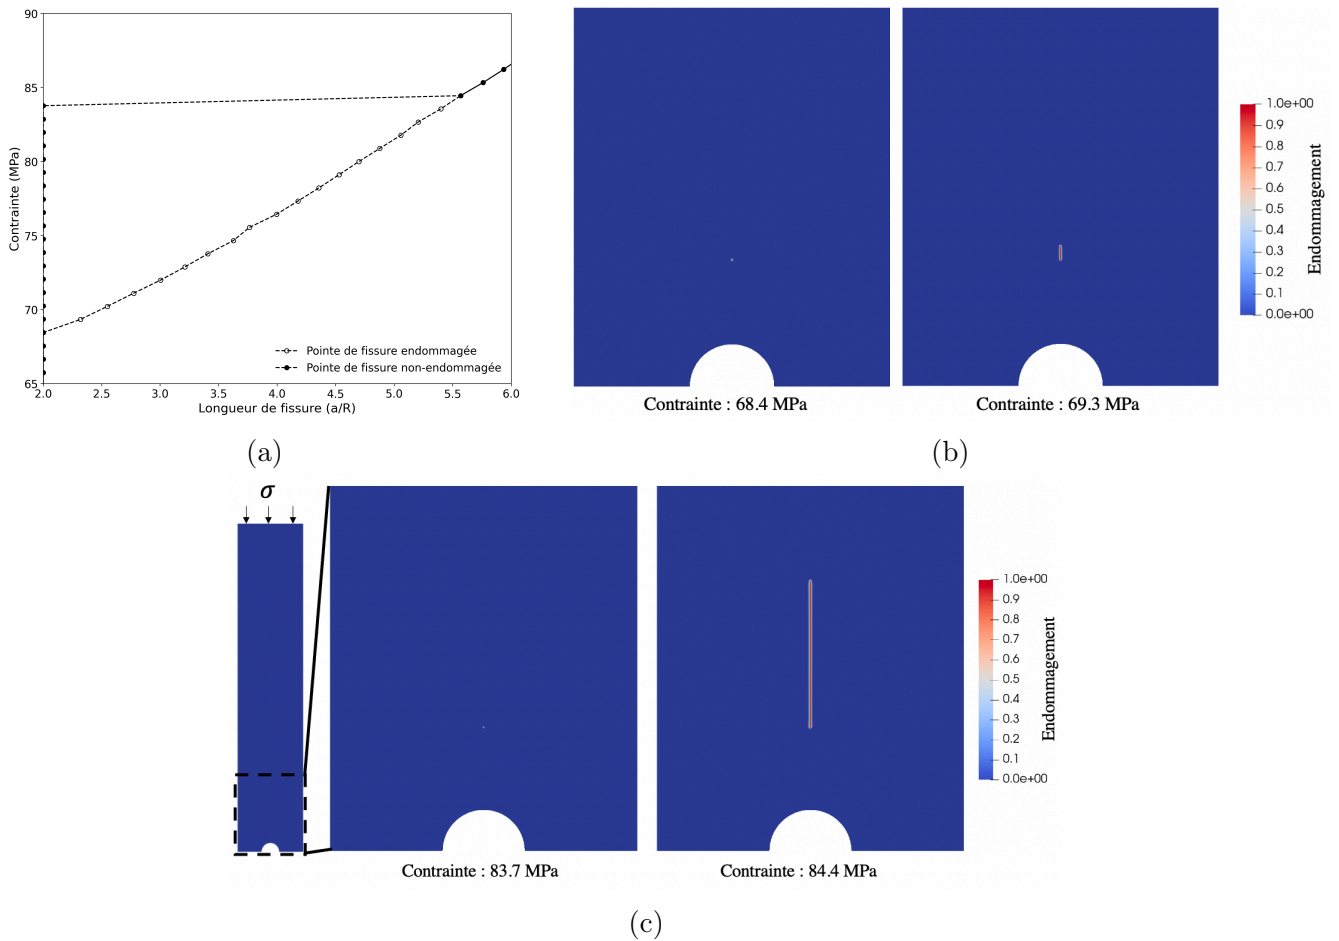 90
85
80
75
70
65
Contrainte (MPa)
2.0 2.5 3.0 3.5 4.0 4.5 5.0 5.5 6.0
Longueur de fissure (a/R)
Pointe de fissure endommagée
Pointe de fissure non-endommagée
(a)
Contrainte : 68.4 MPa
Contrainte : 69.3 MPa
1.0e+00
0.9
0.8
0.7
0.6
0.5
0.4
0.3
0.2
0.1
0.0e+00
Endommagement
(b)
σ
Contrainte : 83.7 MPa
Contrainte : 84.4 MPa
1.0e+00
0.9
0.8
0.7
0.6
0.5
0.4
0.3
0.2
0.1
0.0e+00
Endommagement
(c)